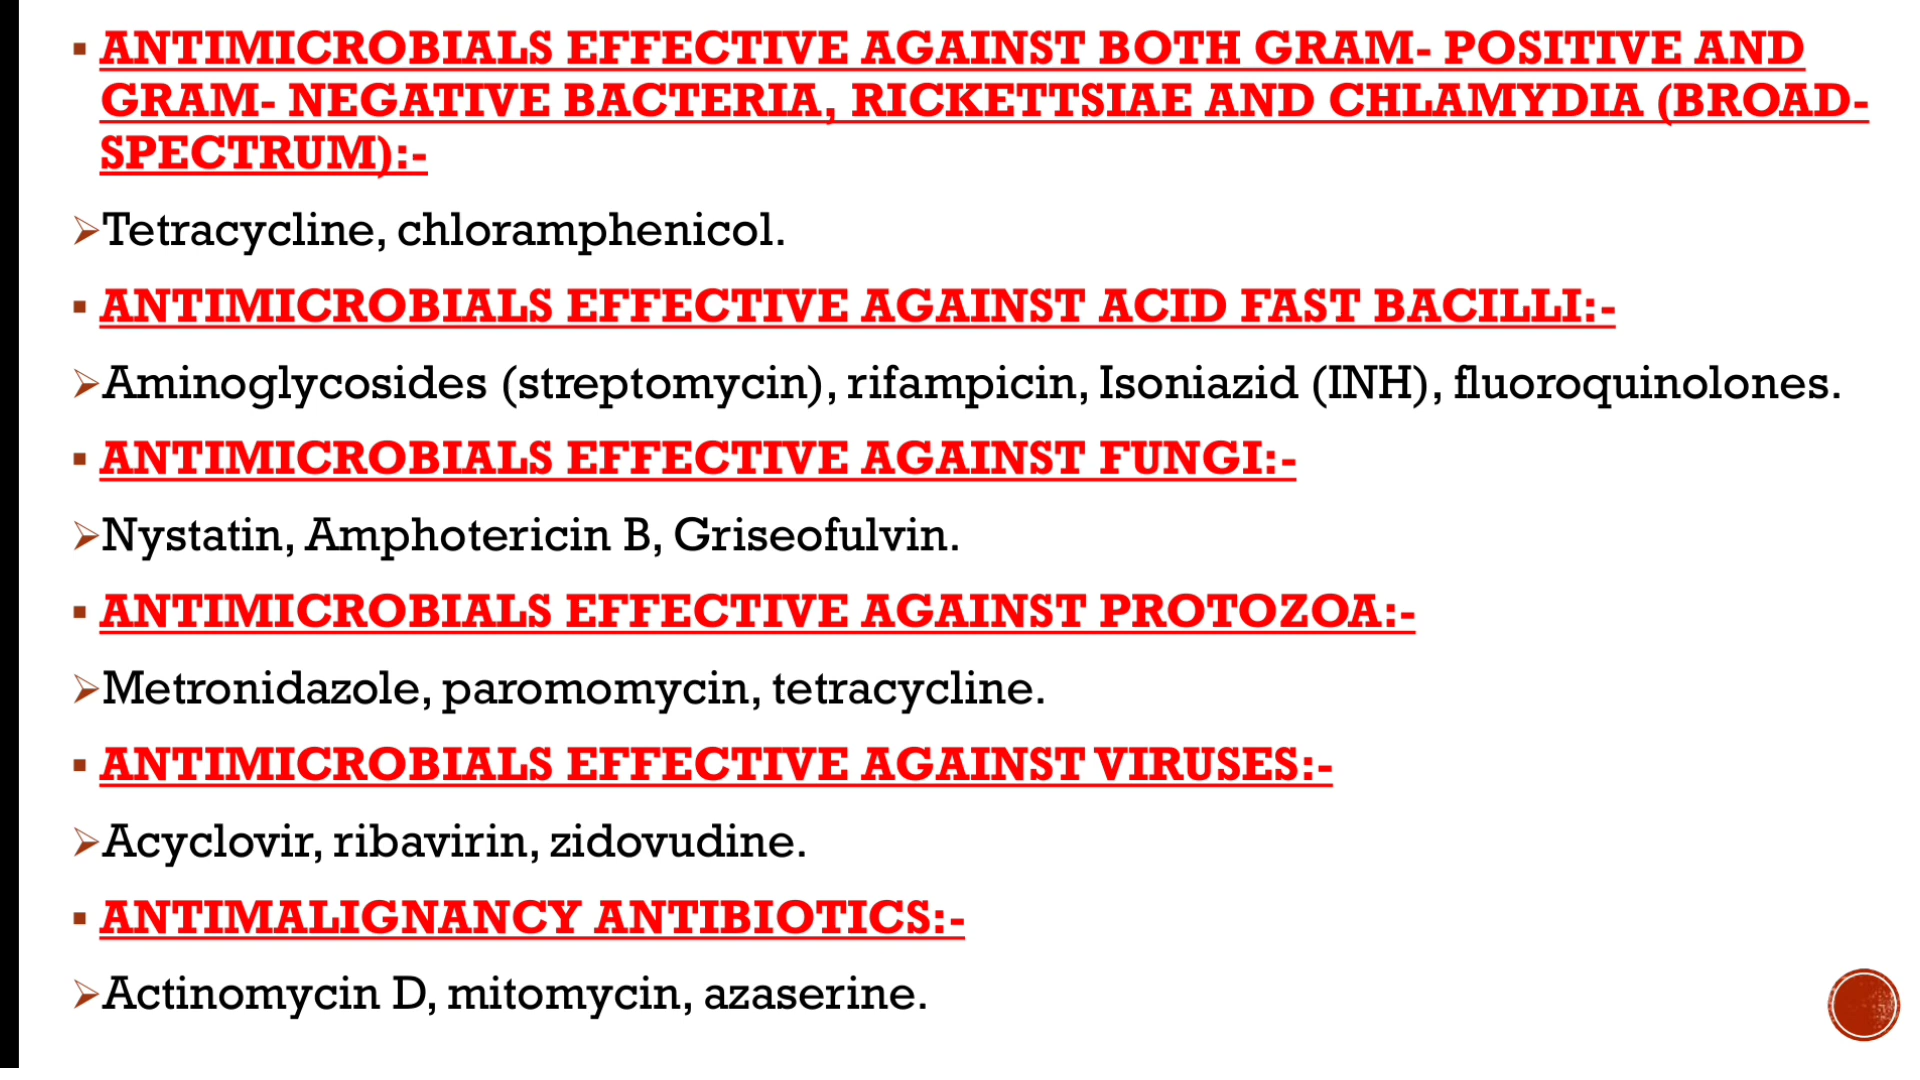 ANTIMICROBIALS EFFECTIVE AGAINST BOTH GRAM- POSITIVE AND
GRAM- NEGATIVE BACTERIA, RICKETTSIAE AND CHLAMYDIA (BROAD-
SPECTRUM):-
Tetracycline, chloramphenicol.
ANTIMICROBIALS EFFECTIVE AGAINST ACID FAST BACILLI:-
Aminoglycosides (streptomycin), rifampicin, Isoniazid (INH), fluoroquinolones.
ANTIMICROBIALS EFFECTIVE AGAINST FUNGI:-
Nystatin, Amphotericin B, Griseofulvin.
ANTIMICROBIALS EFFECTIVE AGAINST PROTOZOA:-
Metronidazole, paromomycin, tetracycline.
ANTIMICROBIALS EFFECTIVE AGAINST VIRUSES:-
Acyclovir, ribavirin, zidovudine.
ANTIMALIGNANCY ANTIBIOTICS:-
Actinomycin D, mitomycin, azaserine.